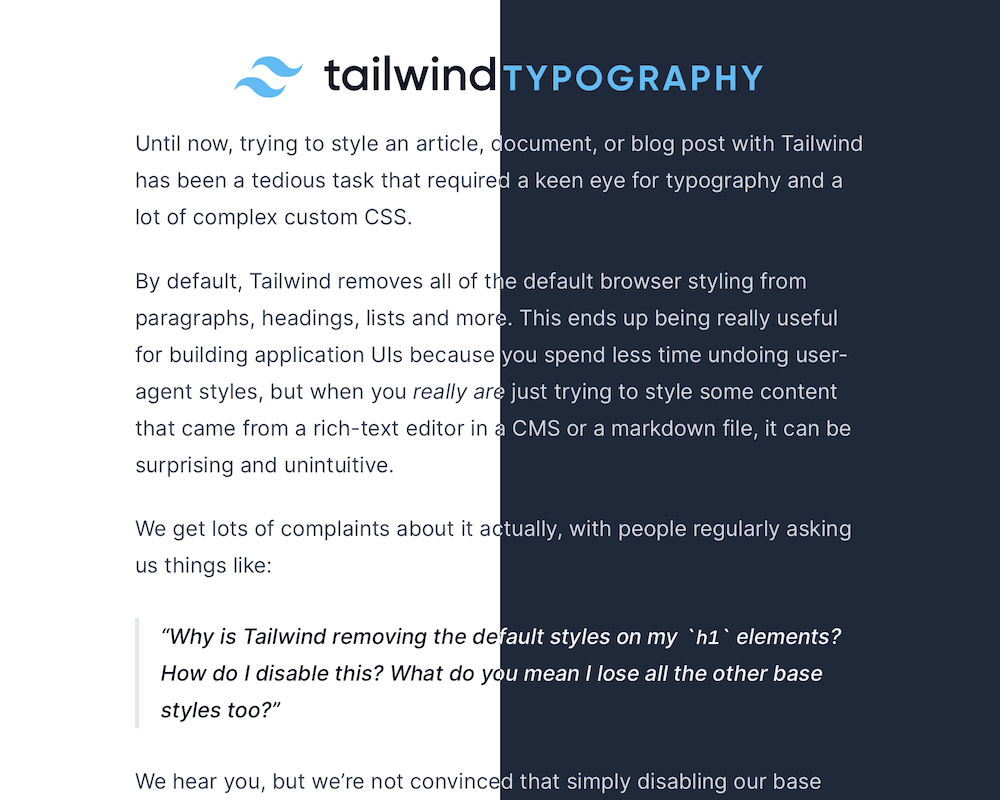 tailwind TYPOGRAPHY
Until now, trying to style an article, document, or blog post with Tailwind
has been a tedious task that required a keen eye for typography and a
lot of complex custom CSS.
By default, Tailwind removes all of the default browser styling from
paragraphs, headings, lists and more. This ends up being really useful
for building application UIs because you spend less time undoing user-
agent styles, but when you really are just trying to style some content
that came from a rich-text editor in a CMS or a markdown file, it can be
surprising and unintuitive.
We get lots of complaints about it actually, with people regularly asking
us things like:
“Why is Tailwind removing the default styles on my `h1` elements?
How do I disable this? What do you mean I lose all the other base
styles too?”
We hear you, but we’re not convinced that simply disabling our base